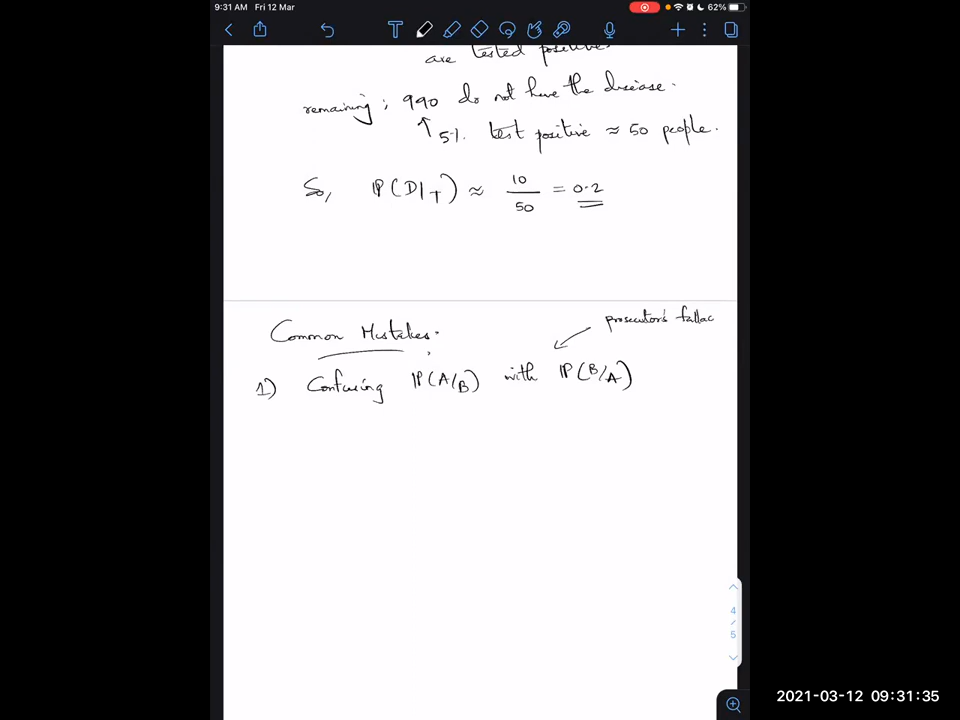 9:31 AM Fri 12 Mar 62%
are tested positive
remaining; 990 do not have the disease.
5%. test positive ≈ 50 people.
So, P(D|T) ≈ 10/50 = 0.2
prosecutor's fallac
Common Mistakes.
1) Confusing P(A/B) with P(B/A)
4
/
5
2021-03-12 09:31:35